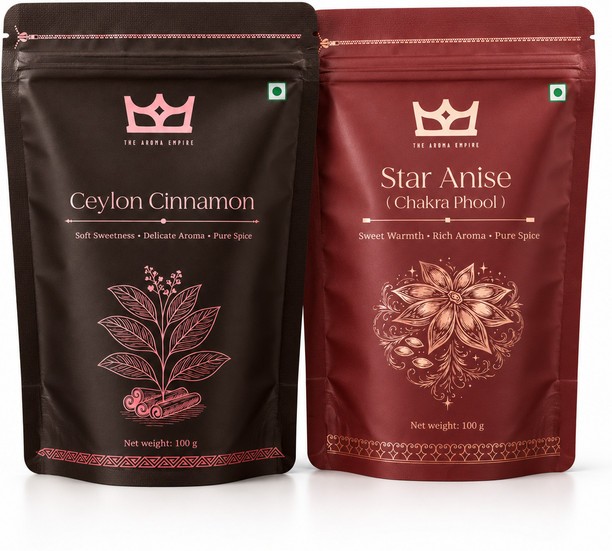 THE AROMA EMPIRE
Ceylon Cinnamon
Soft Sweetness • Delicate Aroma • Pure Spice
Net weight: 100 g
THE AROMA EMPIRE
Star Anise
( Chakra Phool )
Sweet Warmth • Rich Aroma • Pure Spice
Net weight: 100 g